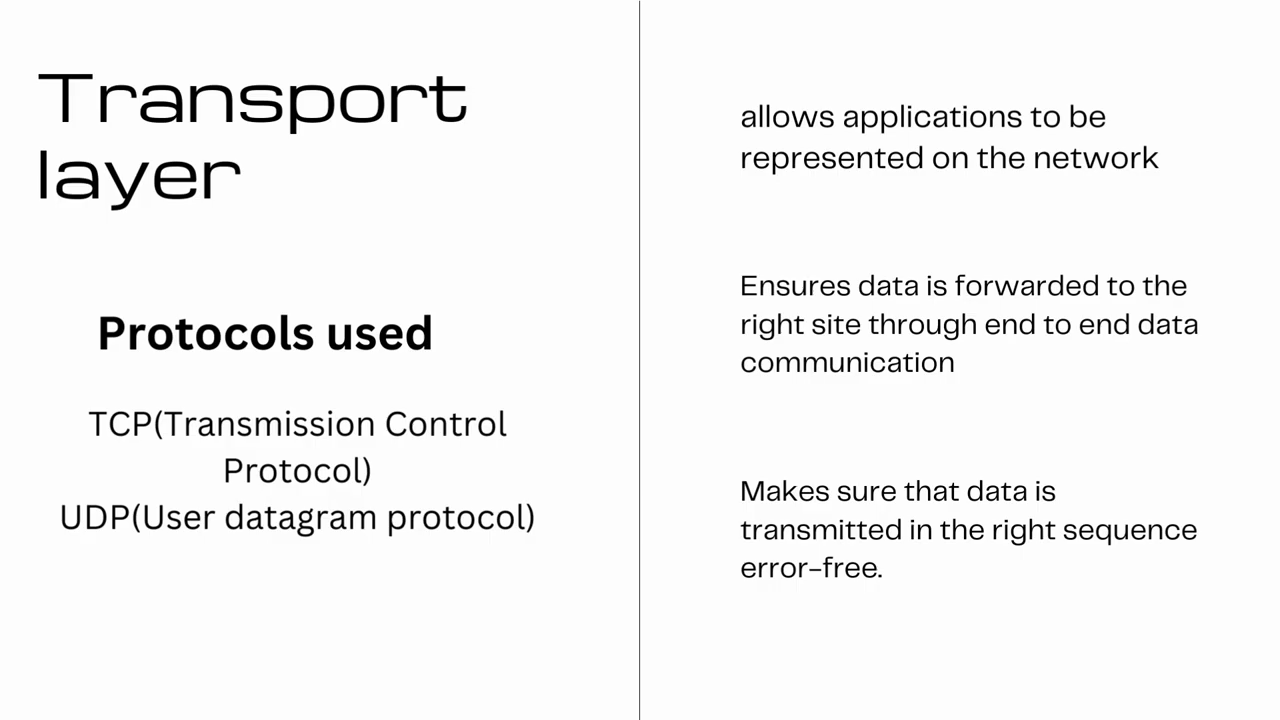 Transport
layer
Protocols used
TCP(Transmission Control
Protocol)
UDP(User datagram protocol)
allows applications to be
represented on the network
Ensures data is forwarded to the
right site through end to end data
communication
Makes sure that data is
transmitted in the right sequence
error-free.